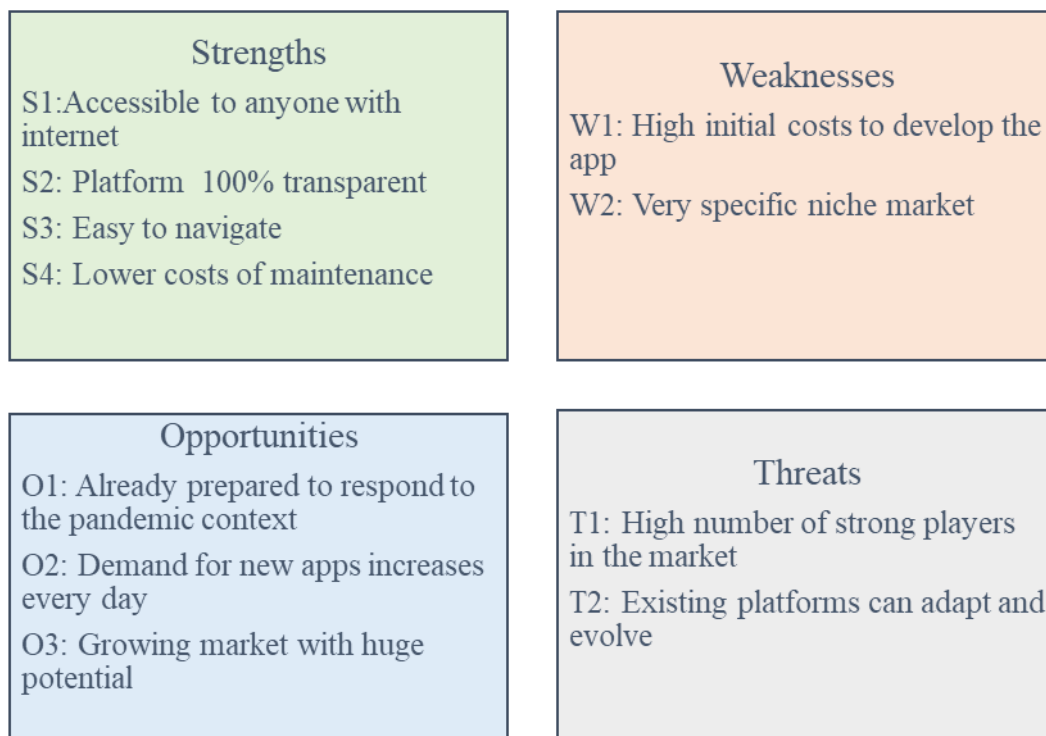 Strengths
S1:Accessible to anyone with
internet
S2: Platform 100% transparent
S3: Easy to navigate
S4: Lower costs of maintenance
Weaknesses
W1: High initial costs to develop the
app
W2: Very specific niche market
Opportunities
O1: Already prepared to respond to
the pandemic context
O2: Demand for new apps increases
every day
O3: Growing market with huge
potential
Threats
T1: High number of strong players
in the market
T2: Existing platforms can adapt and
evolve